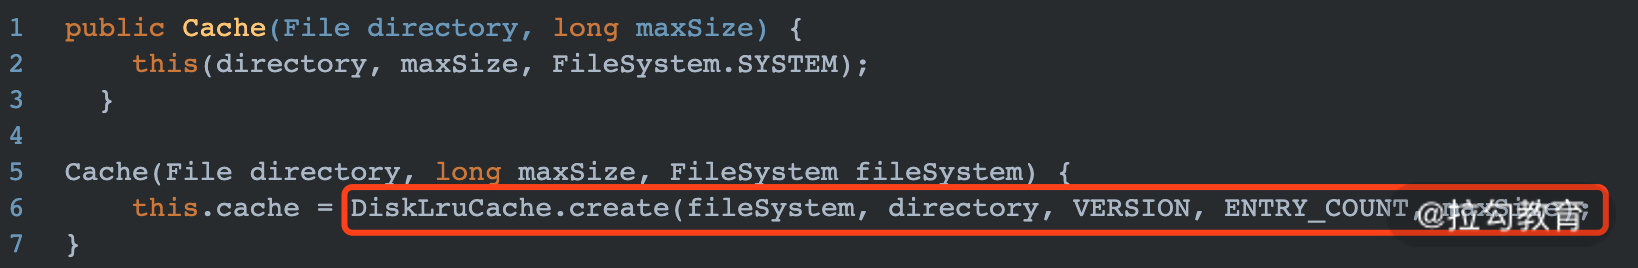 1 public Cache(File directory, long maxSize) {
2 this(directory, maxSize, FileSystem.SYSTEM);
3 }
4
5 Cache(File directory, long maxSize, FileSystem fileSystem) {
6 this.cache = DiskLruCache.create(fileSystem, directory, VERSION, ENTRY_COUNT, maxSize);
7 }
@拉勾教育